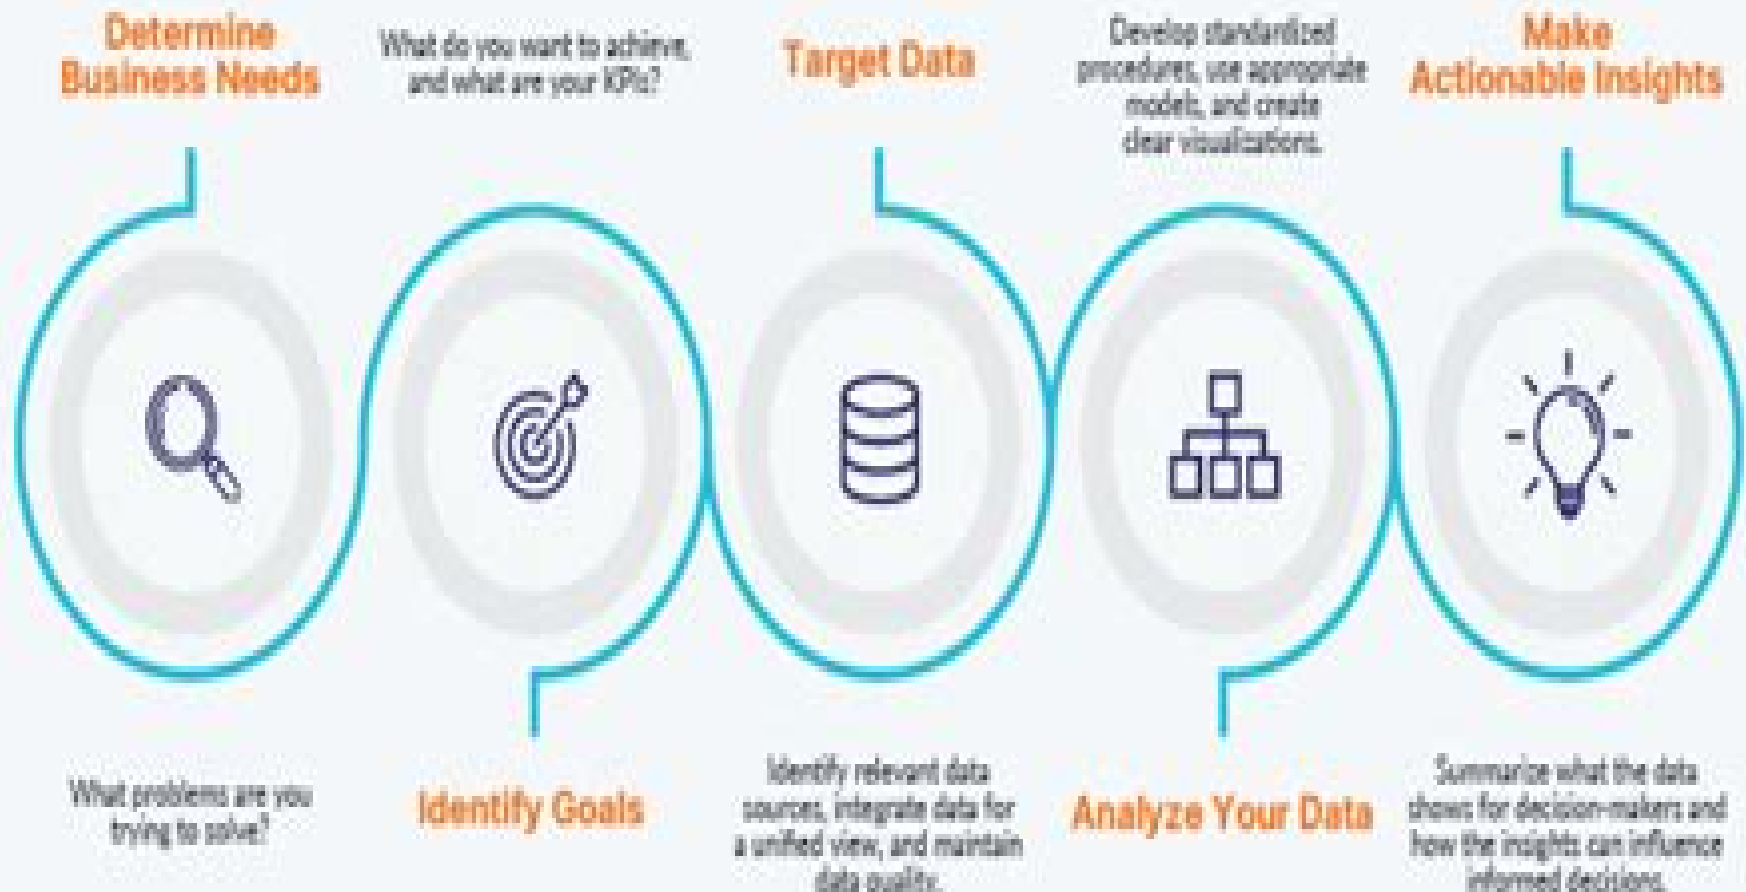 Determine
Business Needs
What problems are you
trying to solve?
What do you want to achieve,
and what are your KPIs?
Identify Goals
Target Data
Identify relevant data
sources, integrate data for
a unified view, and maintain
data quality.
Develop standardized
procedures, use appropriate
models, and create
clear visualizations.
Analyze Your Data
Make
Actionable Insights
Summarize what the data
shows for decision-makers and
how the insights can influence
informed decisions.